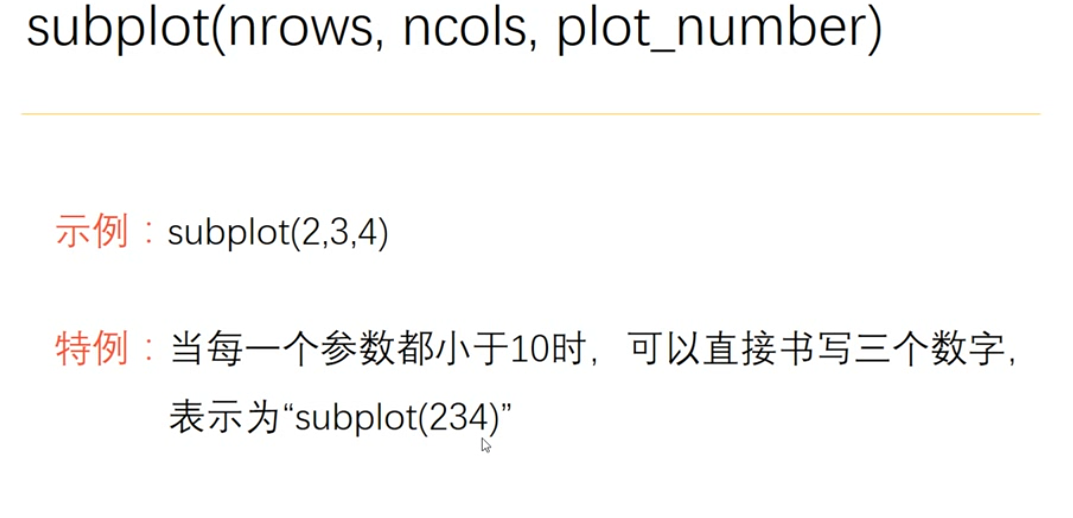 subplot(nrows, ncols, plot_number)
示例：subplot(2,3,4)
特例：当每一个参数都小于10时，可以直接书写三个数字，
表示为“subplot(234)”